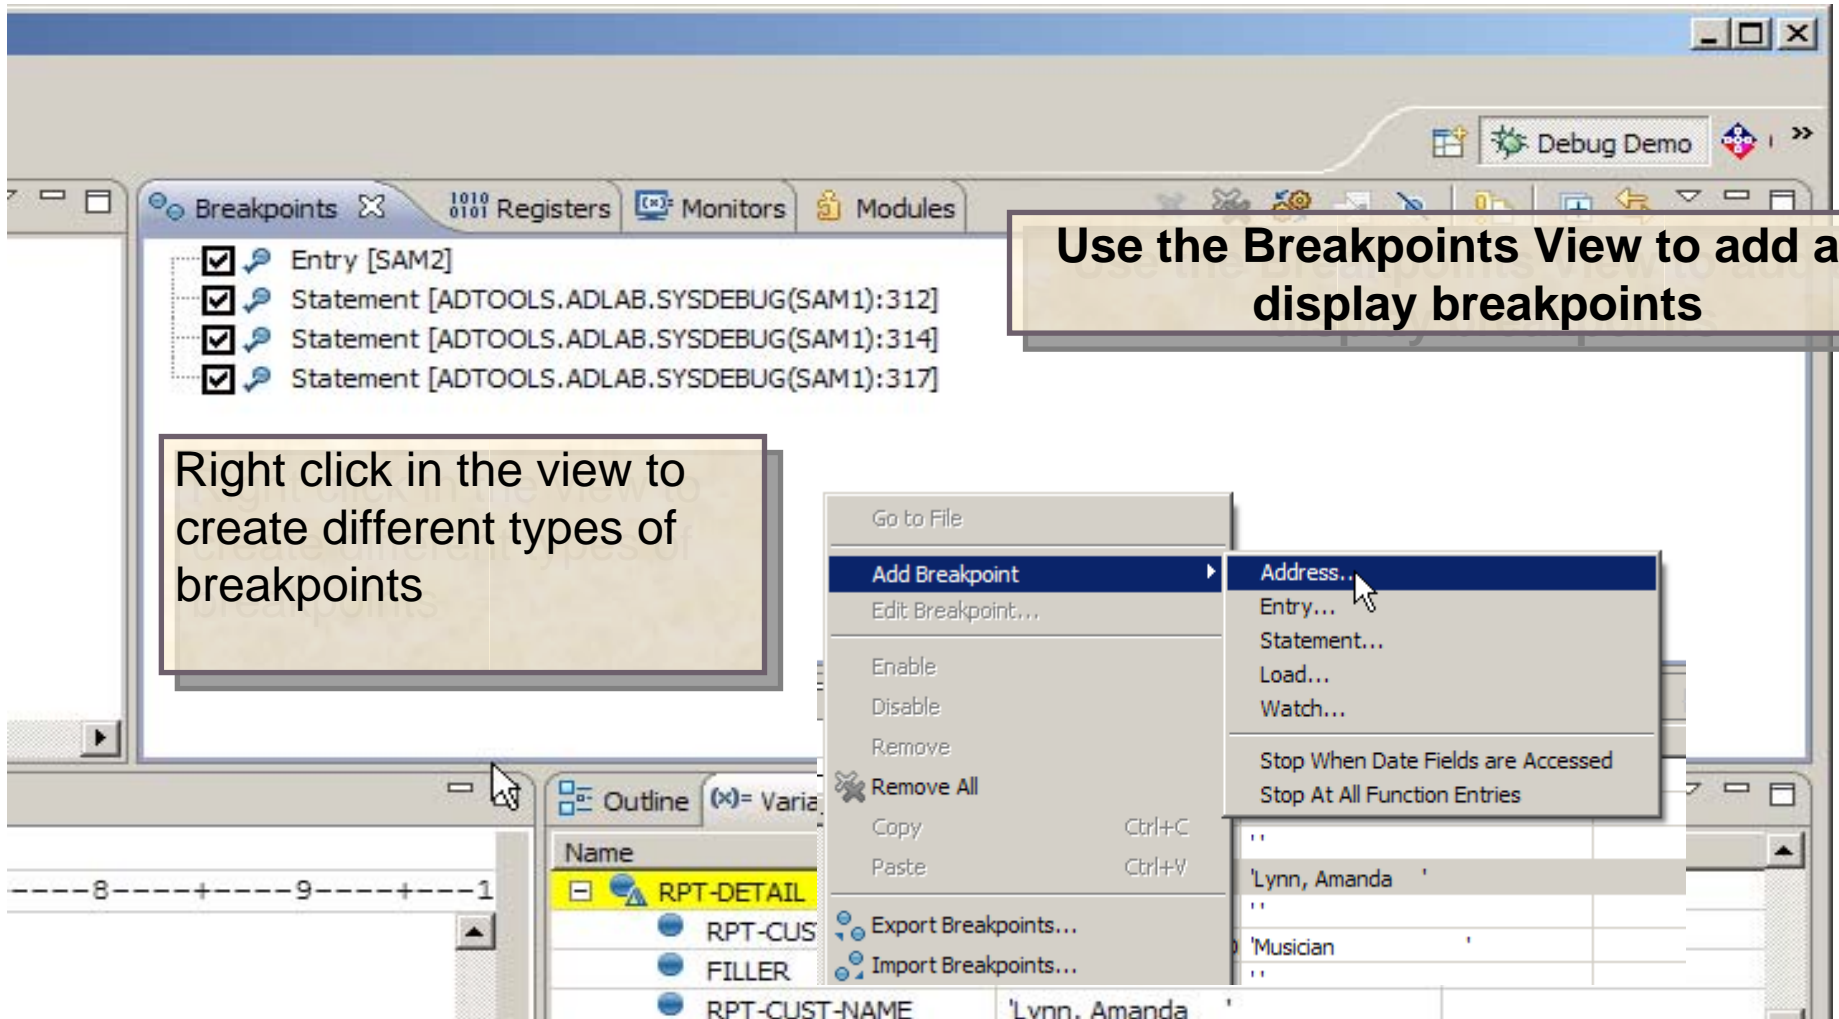 Debug Demo
Breakpoints
Registers
Monitors
Modules
Use the Breakpoints View to add a
display breakpoints
Entry [SAM2]
Statement [ADTOOLS.ADLAB.SYSDEBUG(SAM1):312]
Statement [ADTOOLS.ADLAB.SYSDEBUG(SAM1):314]
Statement [ADTOOLS.ADLAB.SYSDEBUG(SAM1):317]
Right click in the view to
create different types of
breakpoints
Go to File
Add Breakpoint
Edit Breakpoint...
Enable
Disable
Remove
Remove All
Copy Ctrl+C
Paste Ctrl+V
Export Breakpoints...
Import Breakpoints...
Address...
Entry...
Statement...
Load...
Watch...
Stop When Date Fields are Accessed
Stop At All Function Entries
----8----+----9----+---1
Outline
(x)= Varia
Name
RPT-DETAIL
RPT-CUS
FILLER
RPT-CUST-NAME 'Lynn, Amanda '
' '
'Lynn, Amanda '
' '
'Musician '
' '